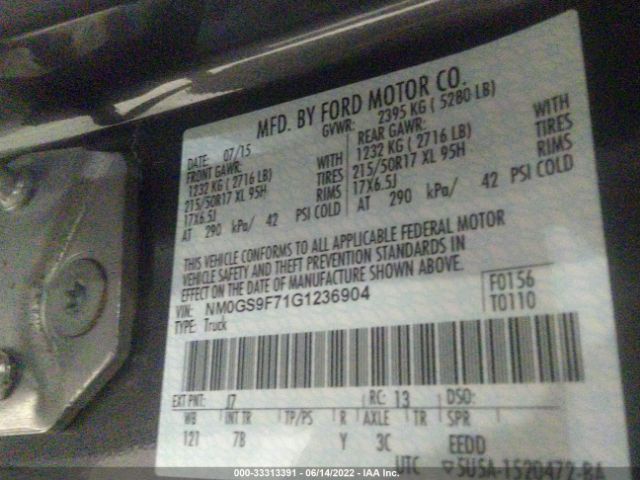 MFD. BY FORD MOTOR CO.
DATE: 07/15 GVWR: 2395 KG ( 5280 LB)
FRONT GAWR: REAR GAWR:
1232 KG ( 2716 LB) WITH 1232 KG ( 2716 LB) WITH
215/50R17 XL 95H TIRES 215/50R17 XL 95H TIRES
17X6.5J RIMS 17X6.5J RIMS
AT 290 kPa/ 42 PSI COLD AT 290 kPa/ 42 PSI COLD
THIS VEHICLE CONFORMS TO ALL APPLICABLE FEDERAL MOTOR
VEHICLE SAFETY AND THEFT PREVENTION STANDARDS IN
EFFECT ON THE DATE OF MANUFACTURE SHOWN ABOVE.
VIN: NM0GS9F71G1236904 F0156
TYPE: Truck T0110
EXT PNT: J7 RC: 13 DSO:
WB INT TR TP/PS R AXLE TR SPR
121 7B Y 3C EEDD
UTC ▽5U5A-1520472-BA
000-33313391 - 06/14/2022 - IAA Inc.